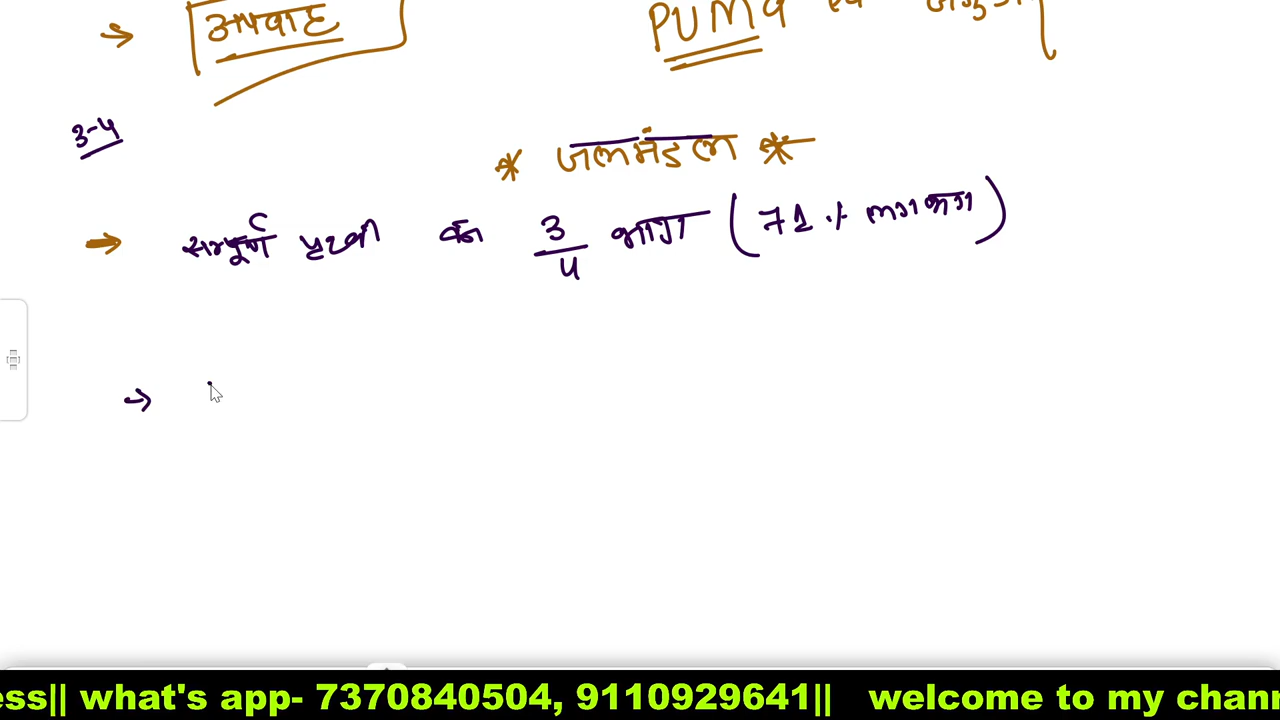 → अपवाह PUMA
3-4
* जलमंडल *
→ सम्पूर्ण पृथ्वी का 3/4 भाग (71% लगभग)
→
ess|| what's app- 7370840504, 9110929641|| welcome to my chann